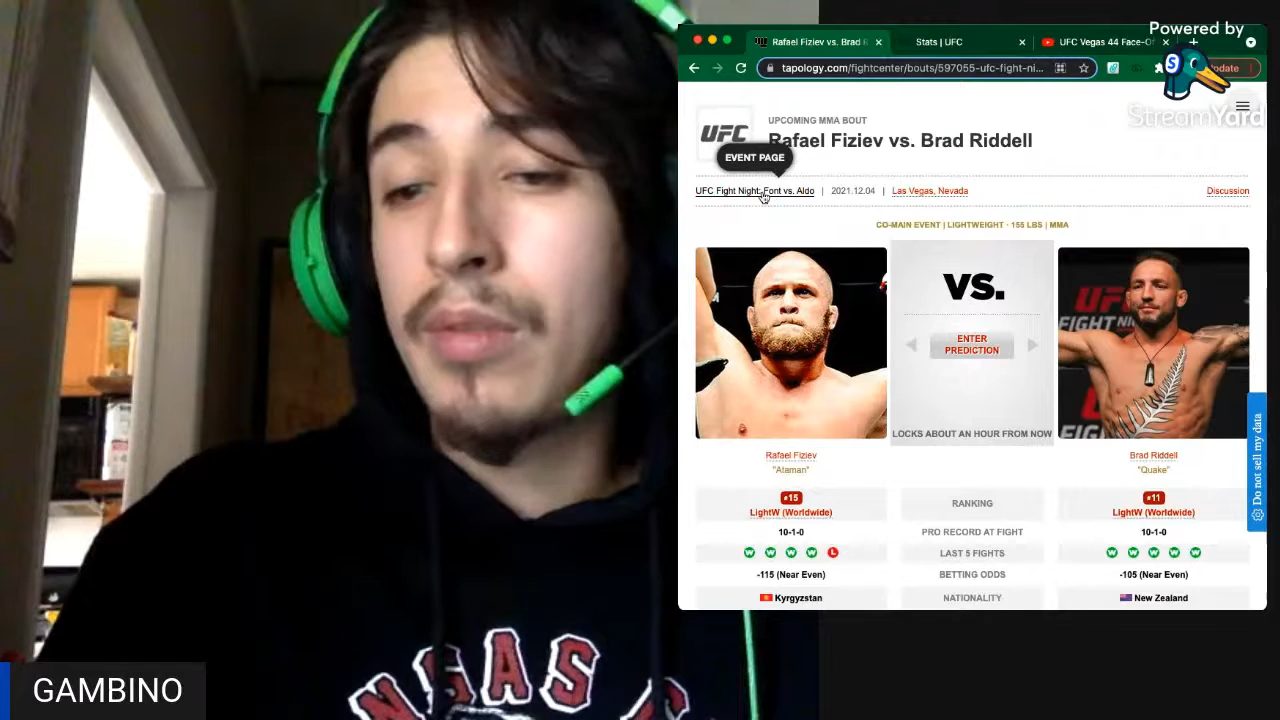 Powered by
StreamYard
Rafael Fiziev vs. Brad R
Stats | UFC
UFC Vegas 44 Face-Of
tapology.com/fightcenter/bouts/597055-ufc-fight-ni...
UFC
UPCOMING MMA BOUT
Rafael Fiziev vs. Brad Riddell
EVENT PAGE
UFC Fight Night: Font vs. Aldo | 2021.12.04 | Las Vegas, Nevada
Discussion
CO-MAIN EVENT | LIGHTWEIGHT · 155 LBS | MMA
VS.
ENTER
PREDICTION
LOCKS ABOUT AN HOUR FROM NOW
UFC
FIGHT NI
Do not sell my data
Rafael Fiziev
"Ataman"
Brad Riddell
"Quake"
#15
LightW (Worldwide)
RANKING
#11
LightW (Worldwide)
10-1-0
PRO RECORD AT FIGHT
10-1-0
W W W W L
LAST 5 FIGHTS
W W W W W
-115 (Near Even)
BETTING ODDS
-105 (Near Even)
Kyrgyzstan
NATIONALITY
New Zealand
GAMBINO